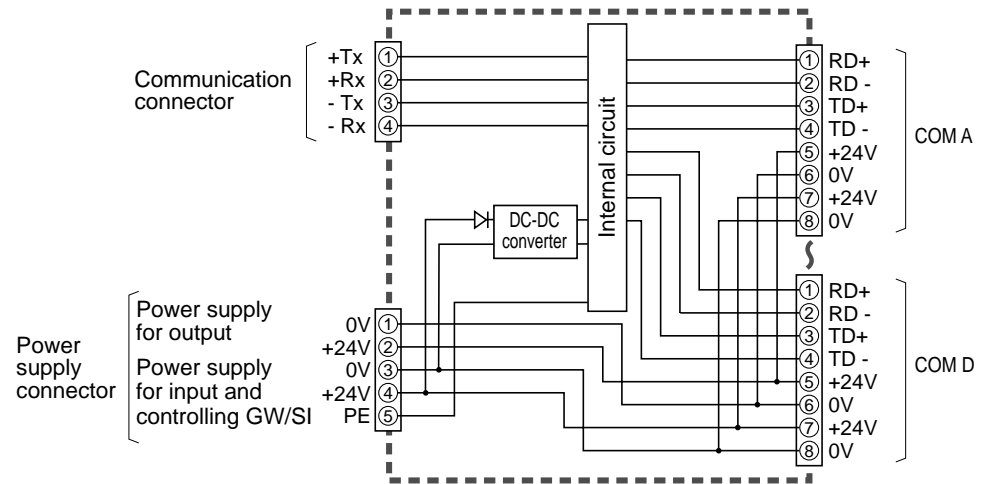 Communication
connector
+Tx ①
+Rx ②
- Tx ③
- Rx ④
Internal circuit
DC-DC
converter
① RD+
② RD -
③ TD+
④ TD -
⑤ +24V
⑥ 0V
⑦ +24V
⑧ 0V
COM A
Power
supply
connector
Power supply
for output
Power supply
for input and
controlling GW/SI
0V ①
+24V ②
0V ③
+24V ④
PE ⑤
① RD+
② RD -
③ TD+
④ TD -
⑤ +24V
⑥ 0V
⑦ +24V
⑧ 0V
COM D